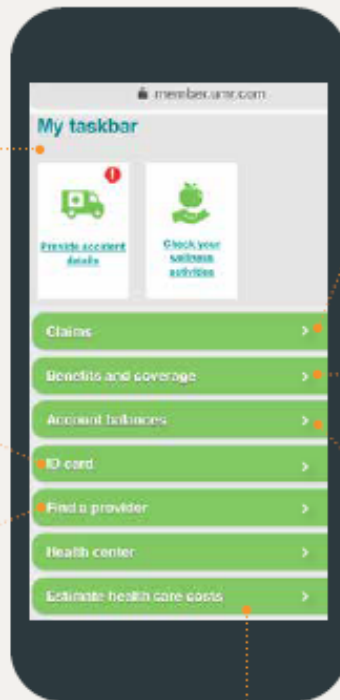 member.umr.com
My taskbar
!
Provide accident
details
Check your
wellness
activities
Claims
Benefits and coverage
Account balances
ID card
Find a provider
Health center
Estimate health care costs